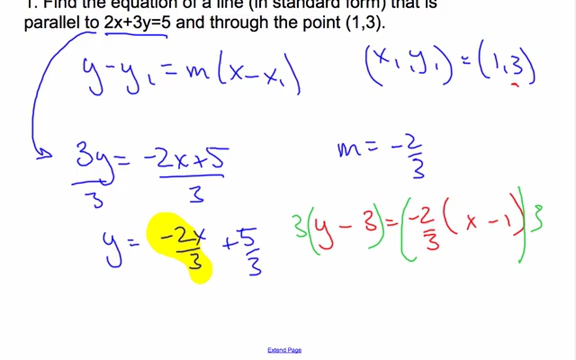 1. Find the equation of a line (in standard form) that is
parallel to 2x+3y=5 and through the point (1,3).
y - y₁ = m(x - x₁)
(x₁, y₁) = (1, 3)
3y = -2x + 5
3 3
m = -2/3
y = -2x/3 + 5/3
3(y - 3) = (-2/3(x - 1))3
Extend Page